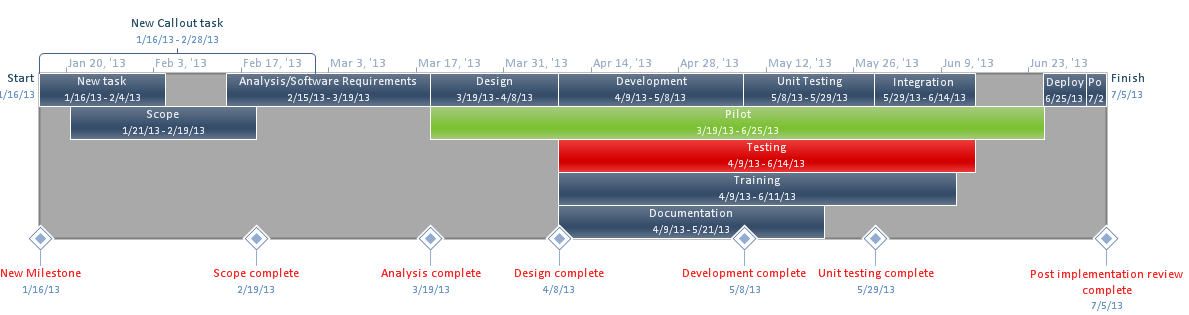 New Callout task
1/16/13 - 2/28/13
Jan 20, '13 Feb 3, '13 Feb 17, '13 Mar 3, '13 Mar 17, '13 Mar 31, '13 Apr 14, '13 Apr 28, '13 May 12, '13 May 26, '13 Jun 9, '13 Jun 23, '13
Start
1/16/13
New task
1/16/13 - 2/4/13
Analysis/Software Requirements
2/15/13 - 3/19/13
Design
3/19/13 - 4/8/13
Development
4/9/13 - 5/8/13
Unit Testing
5/8/13 - 5/29/13
Integration
5/29/13 - 6/14/13
Deploy
6/25/13
Po
7/2
Finish
7/5/13
Scope
1/21/13 - 2/19/13
Pilot
3/19/13 - 6/25/13
Testing
4/9/13 - 6/14/13
Training
4/9/13 - 6/11/13
Documentation
4/9/13 - 5/21/13
New Milestone
1/16/13
Scope complete
2/19/13
Analysis complete
3/19/13
Design complete
4/8/13
Development complete
5/8/13
Unit testing complete
5/29/13
Post implementation review
complete
7/5/13